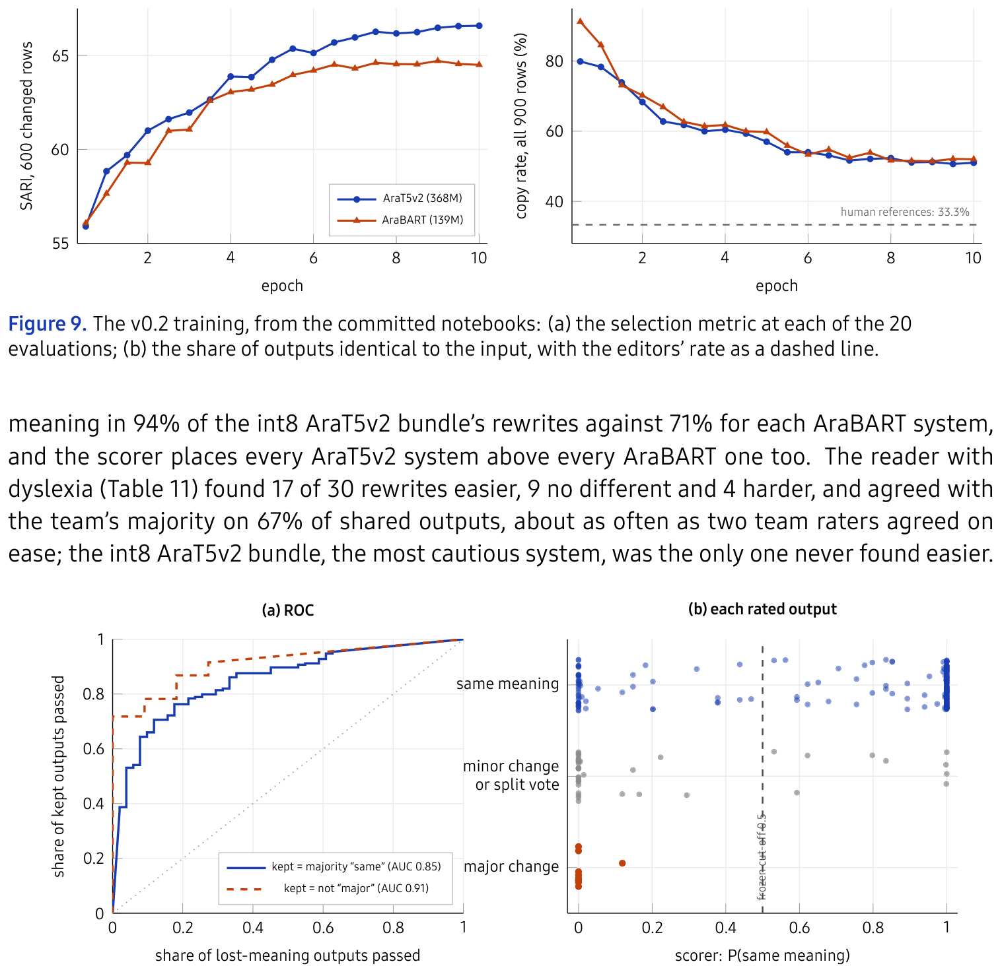 SARI, 600 changed rows
65
60
55
2
4
6
8
10
epoch
AraT5v2 (368M)
AraBART (139M)
copy rate, all 900 rows (%)
80
60
40
human references: 33.3%
2
4
6
8
10
epoch
Figure 9. The v0.2 training, from the committed notebooks: (a) the selection metric at each of the 20
evaluations; (b) the share of outputs identical to the input, with the editors’ rate as a dashed line.
meaning in 94% of the int8 AraT5v2 bundle’s rewrites against 71% for each AraBART system,
and the scorer places every AraT5v2 system above every AraBART one too. The reader with
dyslexia (Table 11) found 17 of 30 rewrites easier, 9 no different and 4 harder, and agreed with
the team’s majority on 67% of shared outputs, about as often as two team raters agreed on
ease; the int8 AraT5v2 bundle, the most cautious system, was the only one never found easier.
(a) ROC
share of kept outputs passed
1
0.8
0.6
0.4
0.2
0
0
0.2
0.4
0.6
0.8
1
share of lost-meaning outputs passed
kept = majority “same” (AUC 0.85)
kept = not “major” (AUC 0.91)
(b) each rated output
same meaning
minor change
or split vote
major change
frozen cut-off 0.5
0
0.2
0.4
0.6
0.8
1
scorer: P(same meaning)